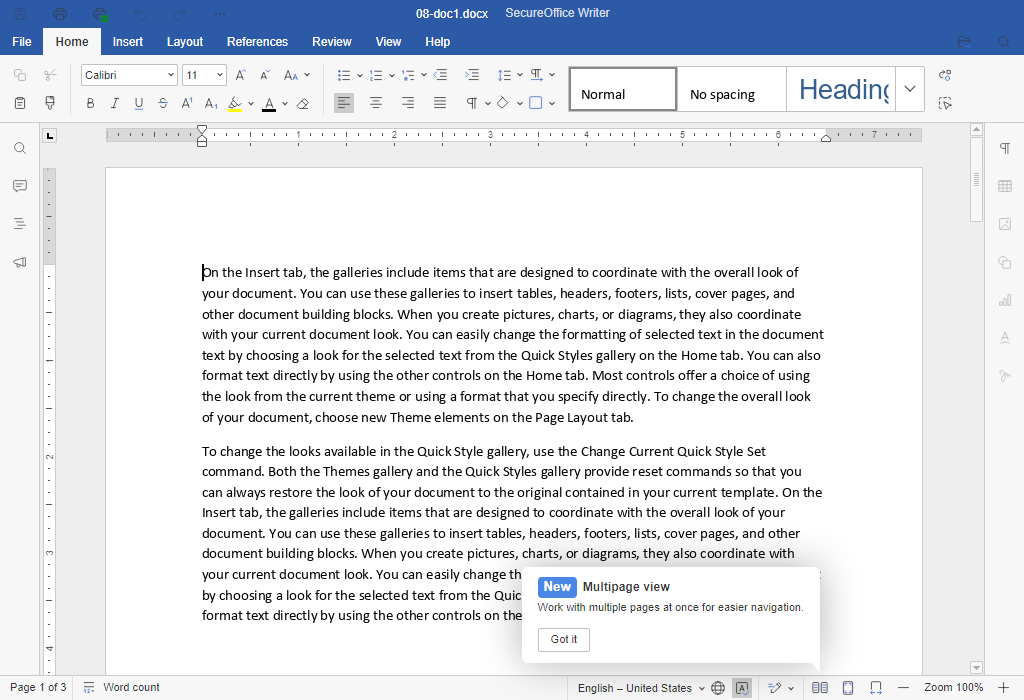 08-doc1.docx SecureOffice Writer
File Home Insert Layout References Review View Help
Calibri 11
Normal No spacing Heading
1 2 3 4 5 6 7
On the Insert tab, the galleries include items that are designed to coordinate with the overall look of
your document. You can use these galleries to insert tables, headers, footers, lists, cover pages, and
other document building blocks. When you create pictures, charts, or diagrams, they also coordinate
with your current document look. You can easily change the formatting of selected text in the document
text by choosing a look for the selected text from the Quick Styles gallery on the Home tab. You can also
format text directly by using the other controls on the Home tab. Most controls offer a choice of using
the look from the current theme or using a format that you specify directly. To change the overall look
of your document, choose new Theme elements on the Page Layout tab.
To change the looks available in the Quick Style gallery, use the Change Current Quick Style Set
command. Both the Themes gallery and the Quick Styles gallery provide reset commands so that you
can always restore the look of your document to the original contained in your current template. On the
Insert tab, the galleries include items that are designed to coordinate with the overall look of your
document. You can use these galleries to insert tables, headers, footers, lists, cover pages, and other
document building blocks. When you create pictures, charts, or diagrams, they also coordinate with
your current document look. You can easily change
by choosing a look for the selected text from the
format text directly by using the other controls on the
New Multipage view
Work with multiple pages at once for easier navigation.
Got it
Page 1 of 3 Word count English – United States Zoom 100%